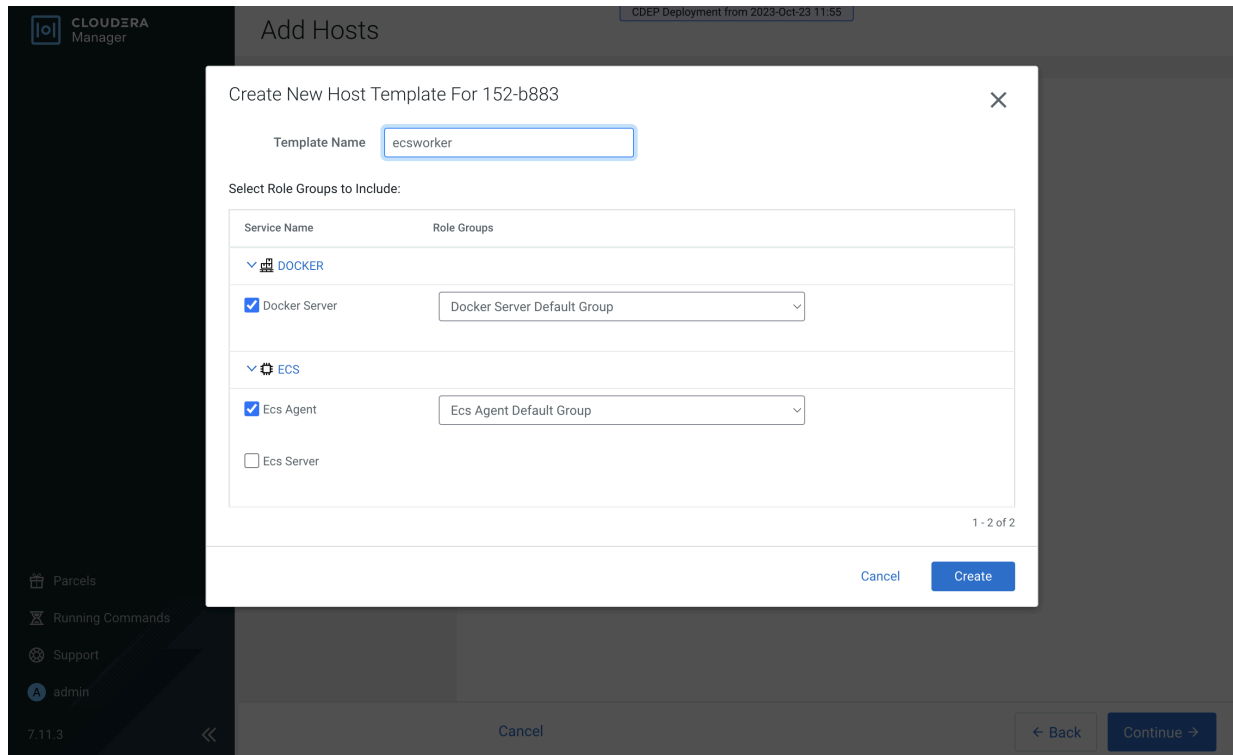 CLOUDERA
Manager
Add Hosts
CDEP Deployment from 2023-Oct-23 11:55
Create New Host Template For 152-b883
Template Name
ecsworker
Select Role Groups to Include:
Service Name Role Groups
DOCKER
Docker Server Docker Server Default Group
ECS
Ecs Agent Ecs Agent Default Group
Ecs Server
1 - 2 of 2
Cancel Create
Parcels
Running Commands
Support
A admin
7.11.3
Cancel
← Back
Continue →